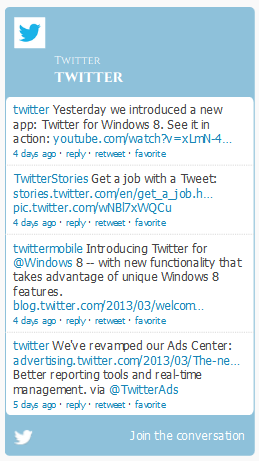 Twitter
TWITTER
twitter Yesterday we introduced a new
app: Twitter for Windows 8. See it in
action: youtube.com/watch?v=xLmN-4...
4 days ago · reply · retweet · favorite
TwitterStories Get a job with a Tweet:
stories.twitter.com/en/get_a_job.h...
pic.twitter.com/wNBl7xWQCu
4 days ago · reply · retweet · favorite
twittermobile Introducing Twitter for
@Windows 8 -- with new functionality that
takes advantage of unique Windows 8
features.
blog.twitter.com/2013/03/welcom...
4 days ago · reply · retweet · favorite
twitter We've revamped our Ads Center:
advertising.twitter.com/2013/03/The-ne...
Better reporting tools and real-time
management. via @TwitterAds
5 days ago · reply · retweet · favorite
Join the conversation